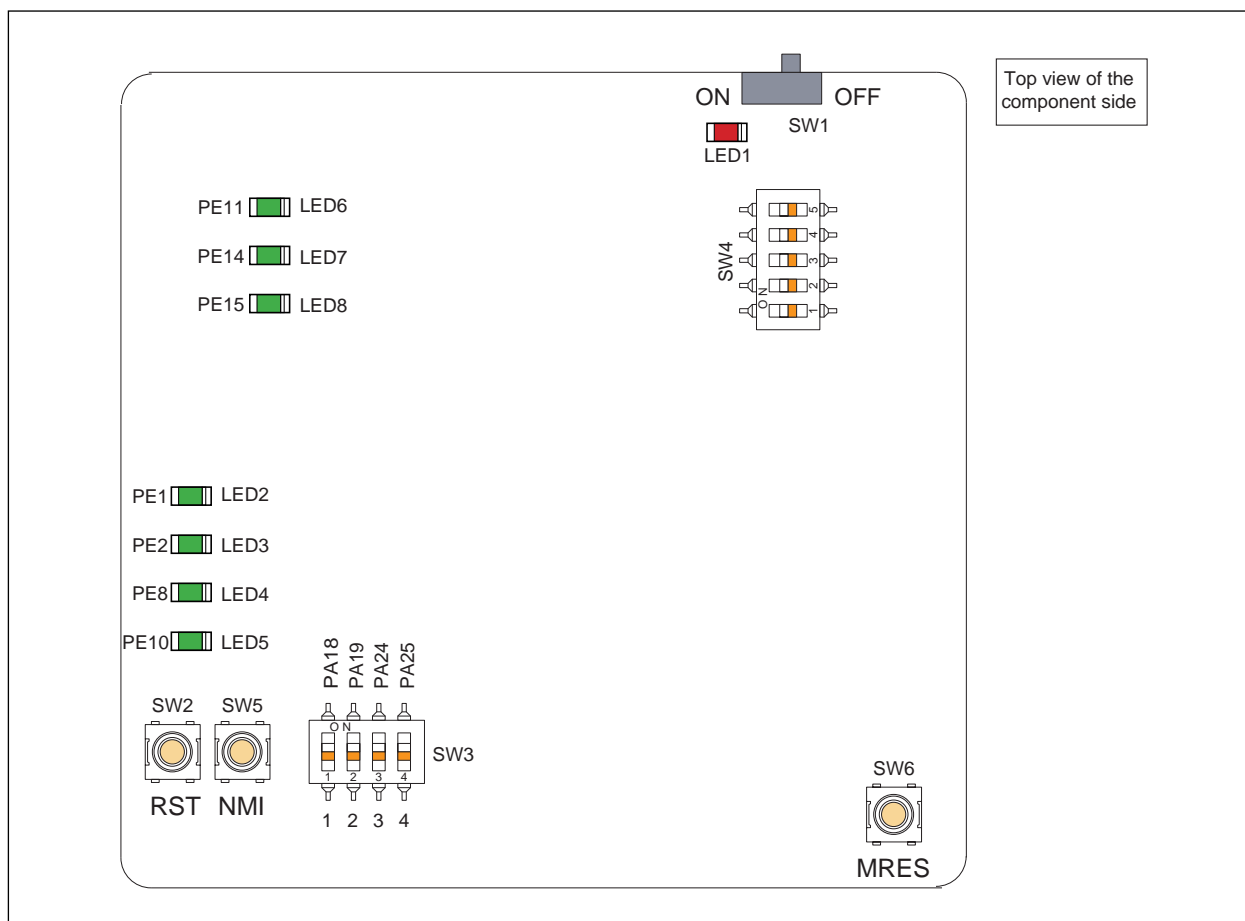 Top view of the
component side
ON OFF
SW1
LED1
PE11 LED6
PE14 LED7
PE15 LED8
SW4
5
4
3
2
1
ON
PE1 LED2
PE2 LED3
PE8 LED4
PE10 LED5
PA18
PA19
PA24
PA25
SW2 SW5
ON
SW3
1 2 3 4
RST NMI
1 2 3 4
SW6
MRES